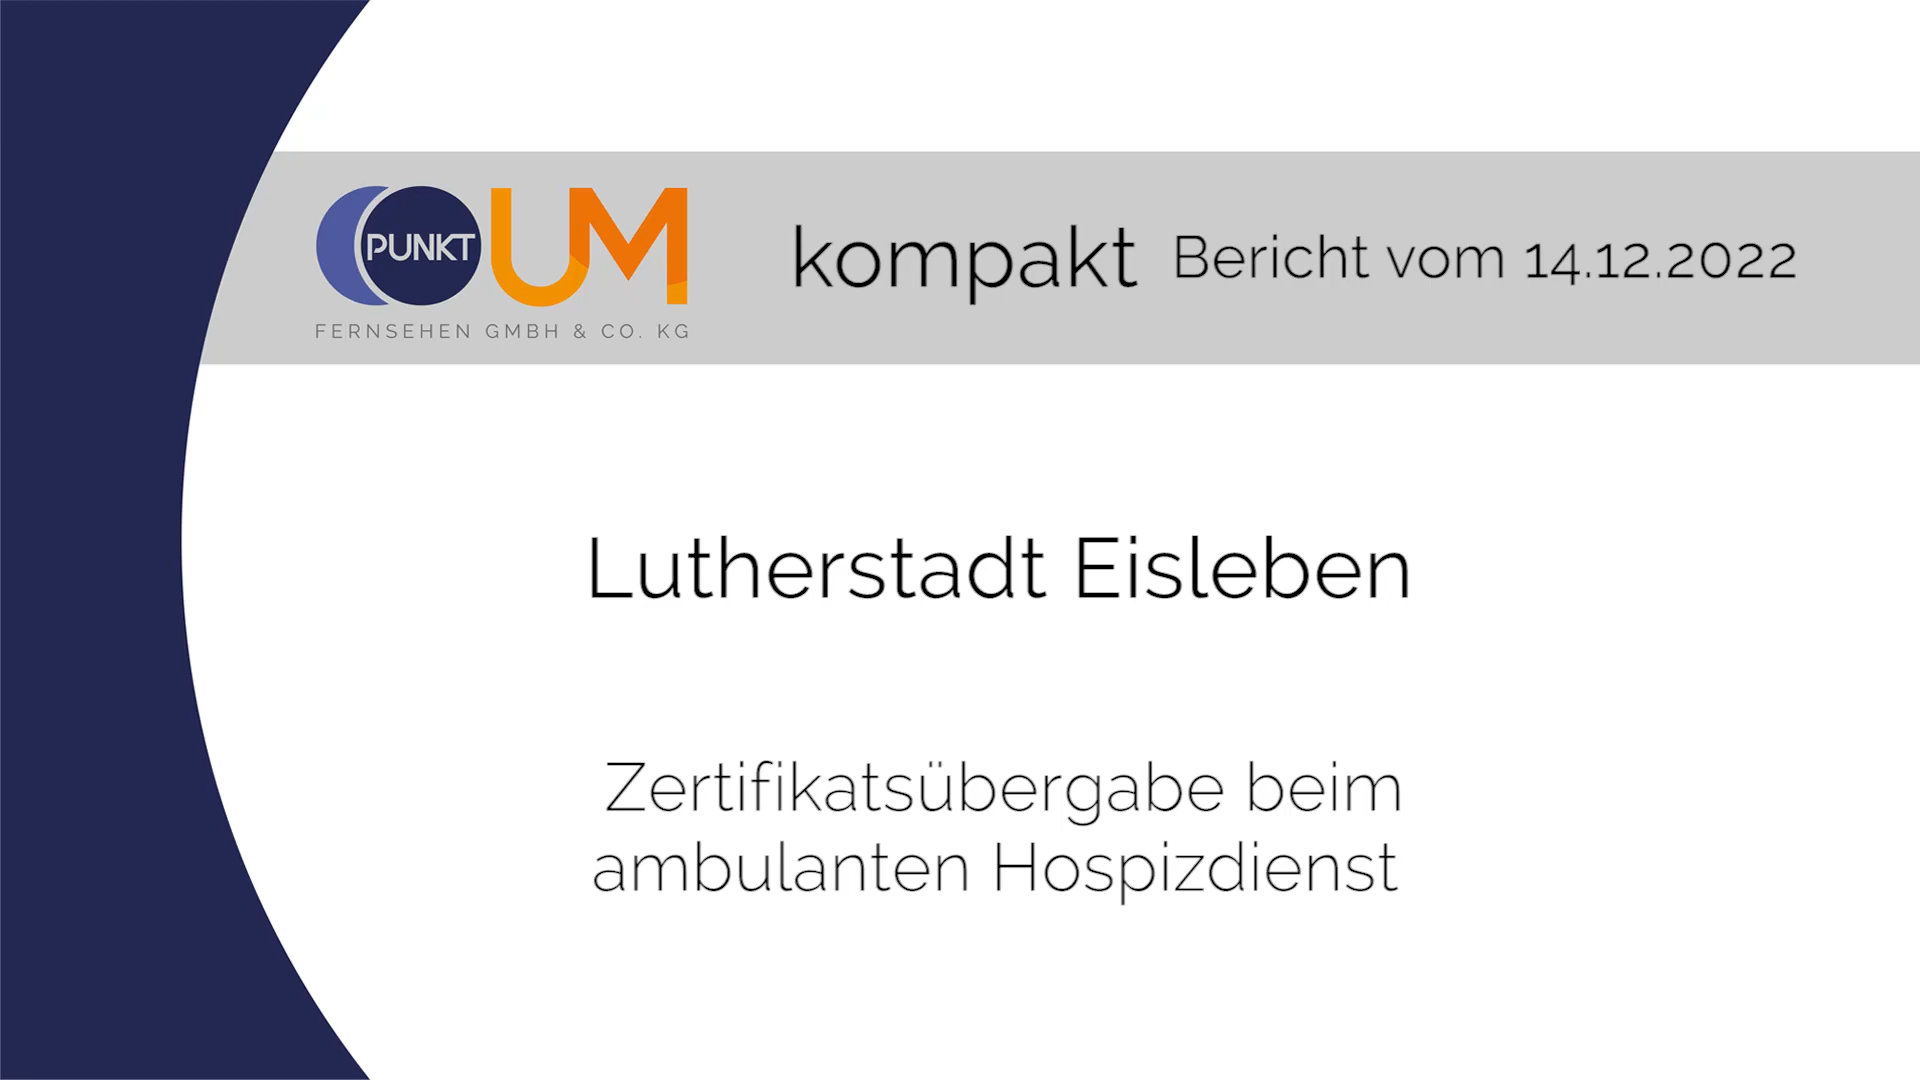 PUNKT UM
FERNSEHEN GMBH & CO. KG
kompakt Bericht vom 14.12.2022
Lutherstadt Eisleben
Zertifikatsübergabe beim
ambulanten Hospizdienst